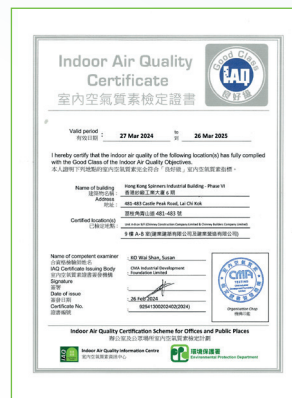 Indoor Air Quality
Certificate
室內空氣質素檢定證書
Good Class
IAQ
良好級
Valid period
有效日期 :
27 Mar 2024
to
到
26 Mar 2025
I hereby certify that the indoor air quality of the following location(s) has fully complied
with the Good Class of the Indoor Air Quality Objectives.
本人證明下列地點的室內空氣質素完全符合「良好級」室內空氣質素指標。
Name of building
建築物名稱 :
Hong Kong Spinners Industrial Building - Phase VI
香港紗廠工業大廈 6 期
Address
地址 :
481-483 Castle Peak Road, Lai Chi Kok
荔枝角青山道 481-483 號
Certified location(s)
已檢定地點 :
9 樓 A-B 室(建業建築有限公司及建業營造有限公司)
Name of competent examiner
合資格檢驗師姓名
: KO Wai Shan, Susan
IAQ Certificate Issuing Body
室內空氣質素證書簽發機構
: CMA Industrial Development
Foundation Limited
Signature
簽署
Date of issue
簽發日期
: 26 Feb 2024
Certificate No.
證書編號
CMA
TESTING
Organization Chop
機構印鑑
Indoor Air Quality Certification Scheme for Offices and Public Places
辦公室及公眾場所室內空氣質素檢定計劃
IAQ
Indoor Air Quality Information Centre
室內空氣質素資訊中心
環境保護署
Environmental Protection Department